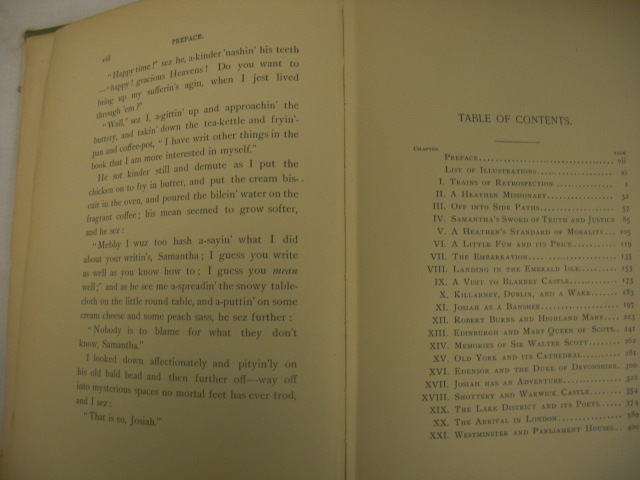 viii
PREFACE.
"Happy time!" sez he, a-kinder 'nashin' his teeth
—"happy! gracious Heavens! Do you want to
bring up my sufferin's agin, when I jest lived
through 'em?"
"Wall," sez I, a-gittin' up and approachin' the
buttery, and takin' down the tea-kettle and fryin'-
pan and coffee-pot, "I have writ other things in the
book that I am more interested in myself."
He sot kinder still and demute as I put the
chicken on to fry in butter, and put the cream bis-
cuit in the oven, and poured the bilein' water on the
fragrant coffee; his mean seemed to grow softer,
and he sez:
"Mebby I wuz too hash a-sayin' what I did
about your writin's, Samantha; I guess you write
as well as you know how to; I guess you mean
well;" and as he see me a-spreadin' the snowy table-
cloth on the little round table, and a-puttin' on some
cream cheese and some peach sass, he sez further:
"Nobody is to blame for what they don't
know, Samantha."
I looked down affectionately and pityin'ly on
his old bald head and then further off—way off
into mysterious spaces no mortal feet has ever trod,
and I sez:
"That is so, Josiah."
TABLE OF CONTENTS.
CHAPTER PAGE
PREFACE vii
LIST OF ILLUSTRATIONS xi
I. TRAINS OF RETROSPECTION 1
II. A HEATHEN MISSIONARY 32
III. OFF INTO SIDE PATHS 57
IV. SAMANTHA'S SWORD OF TRUTH AND JUSTICE 85
V. A HEATHEN'S STANDARD OF MORALITY 105
VI. A LITTLE FUN AND ITS PRICE 119
VII. THE EMBARKATION 135
VIII. LANDING IN THE EMERALD ISLE 155
IX. A VISIT TO BLARNEY CASTLE 175
X. KILLARNEY, DUBLIN, AND A WAKE 183
XI. JOSIAH AS A BANSHEE 197
XII. ROBERT BURNS AND HIGHLAND MARY 223
XIII. EDINBURGH AND MARY QUEEN OF SCOTS 241
XIV. MEMORIES OF SIR WALTER SCOTT 262
XV. OLD YORK AND ITS CATHEDRAL 281
XVI. EDENSOR AND THE DUKE OF DEVONSHIRE 300
XVII. JOSIAH HAS AN ADVENTURE 322
XVIII. SHOTTERY AND WARWICK CASTLE 354
XIX. THE LAKE DISTRICT AND ITS POETS 374
XX. THE ARRIVAL IN LONDON 389
XXI. WESTMINSTER AND PARLIAMENT HOUSES